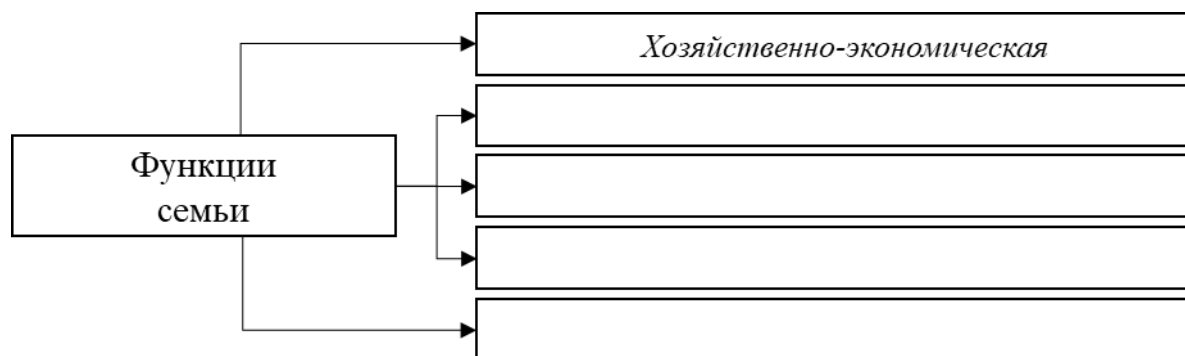 Хозяйственно-экономическая
Функции
семьи